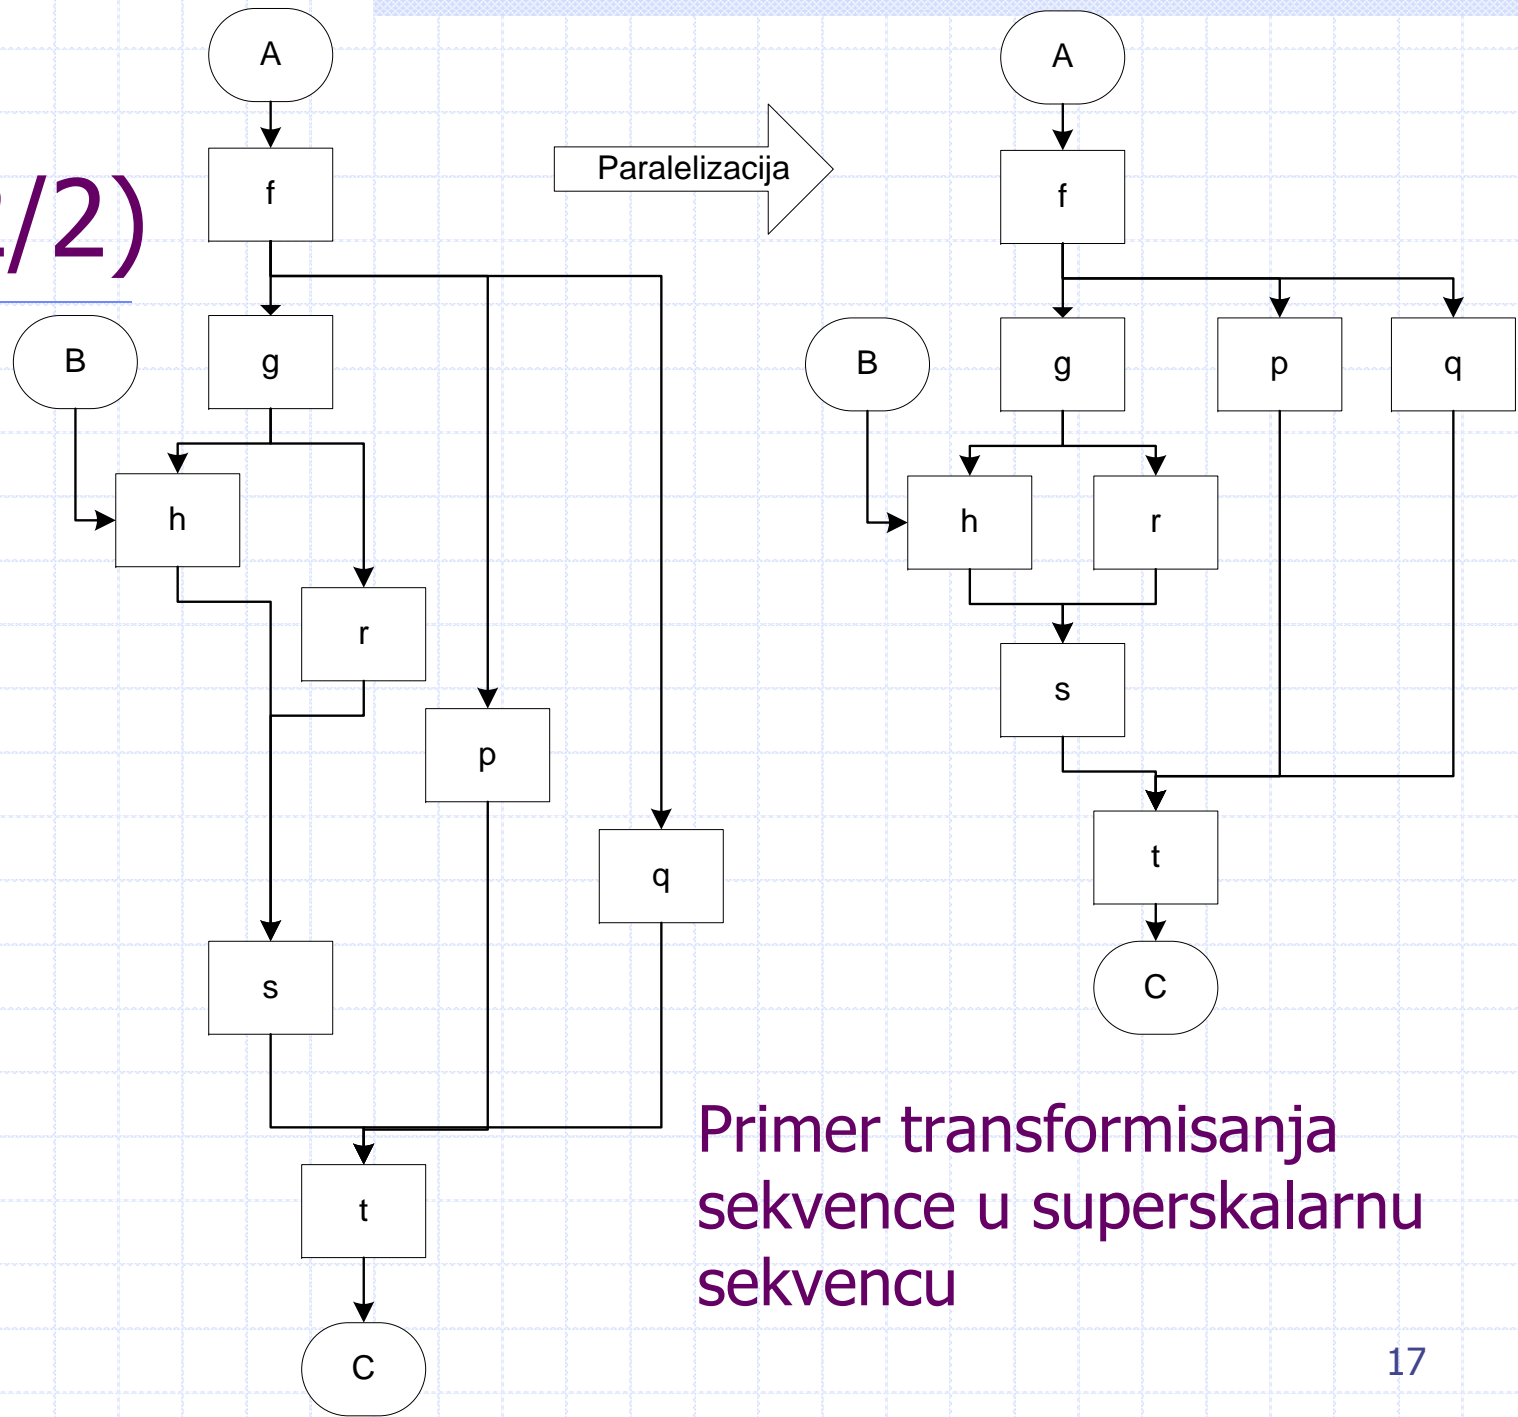 2/2)
A
f
B
g
h
r
p
q
s
t
C
Paralelizacija
A
f
B
g
p
q
h
r
s
t
C
Primer transformisanja
sekvence u superskalarnu
sekvencu
17